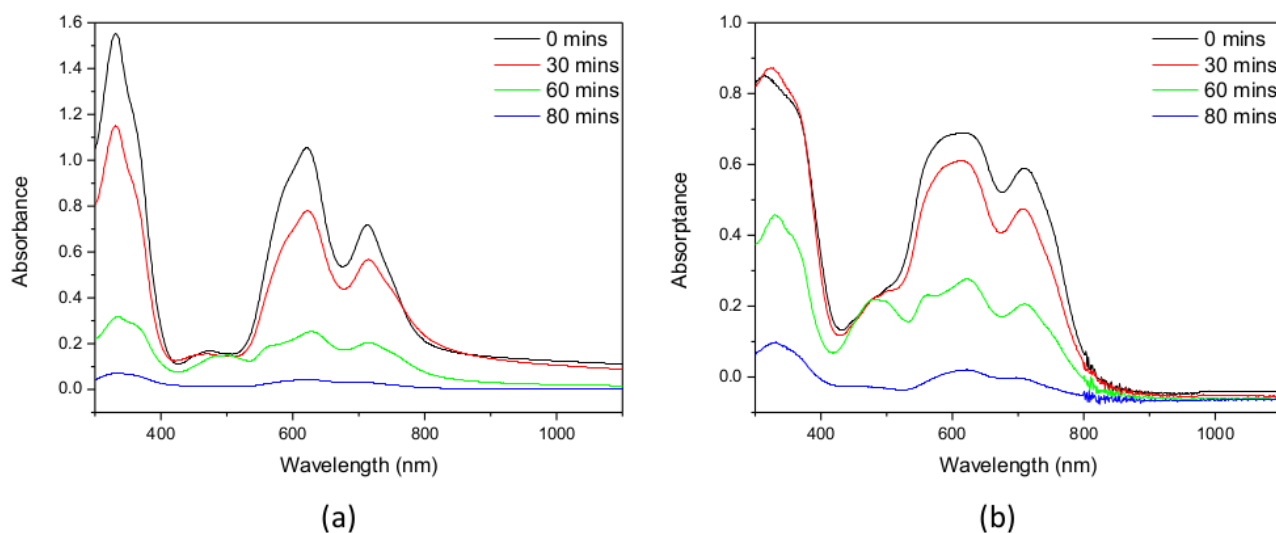 1.6
1.4
1.2
1.0
0.8
0.6
0.4
0.2
0.0
Absorbance
0 mins
30 mins
60 mins
80 mins
400 600 800 1000
Wavelength (nm)
(a)
1.0
0.8
0.6
0.4
0.2
0.0
Absorptance
0 mins
30 mins
60 mins
80 mins
400 600 800 1000
Wavelength (nm)
(b)